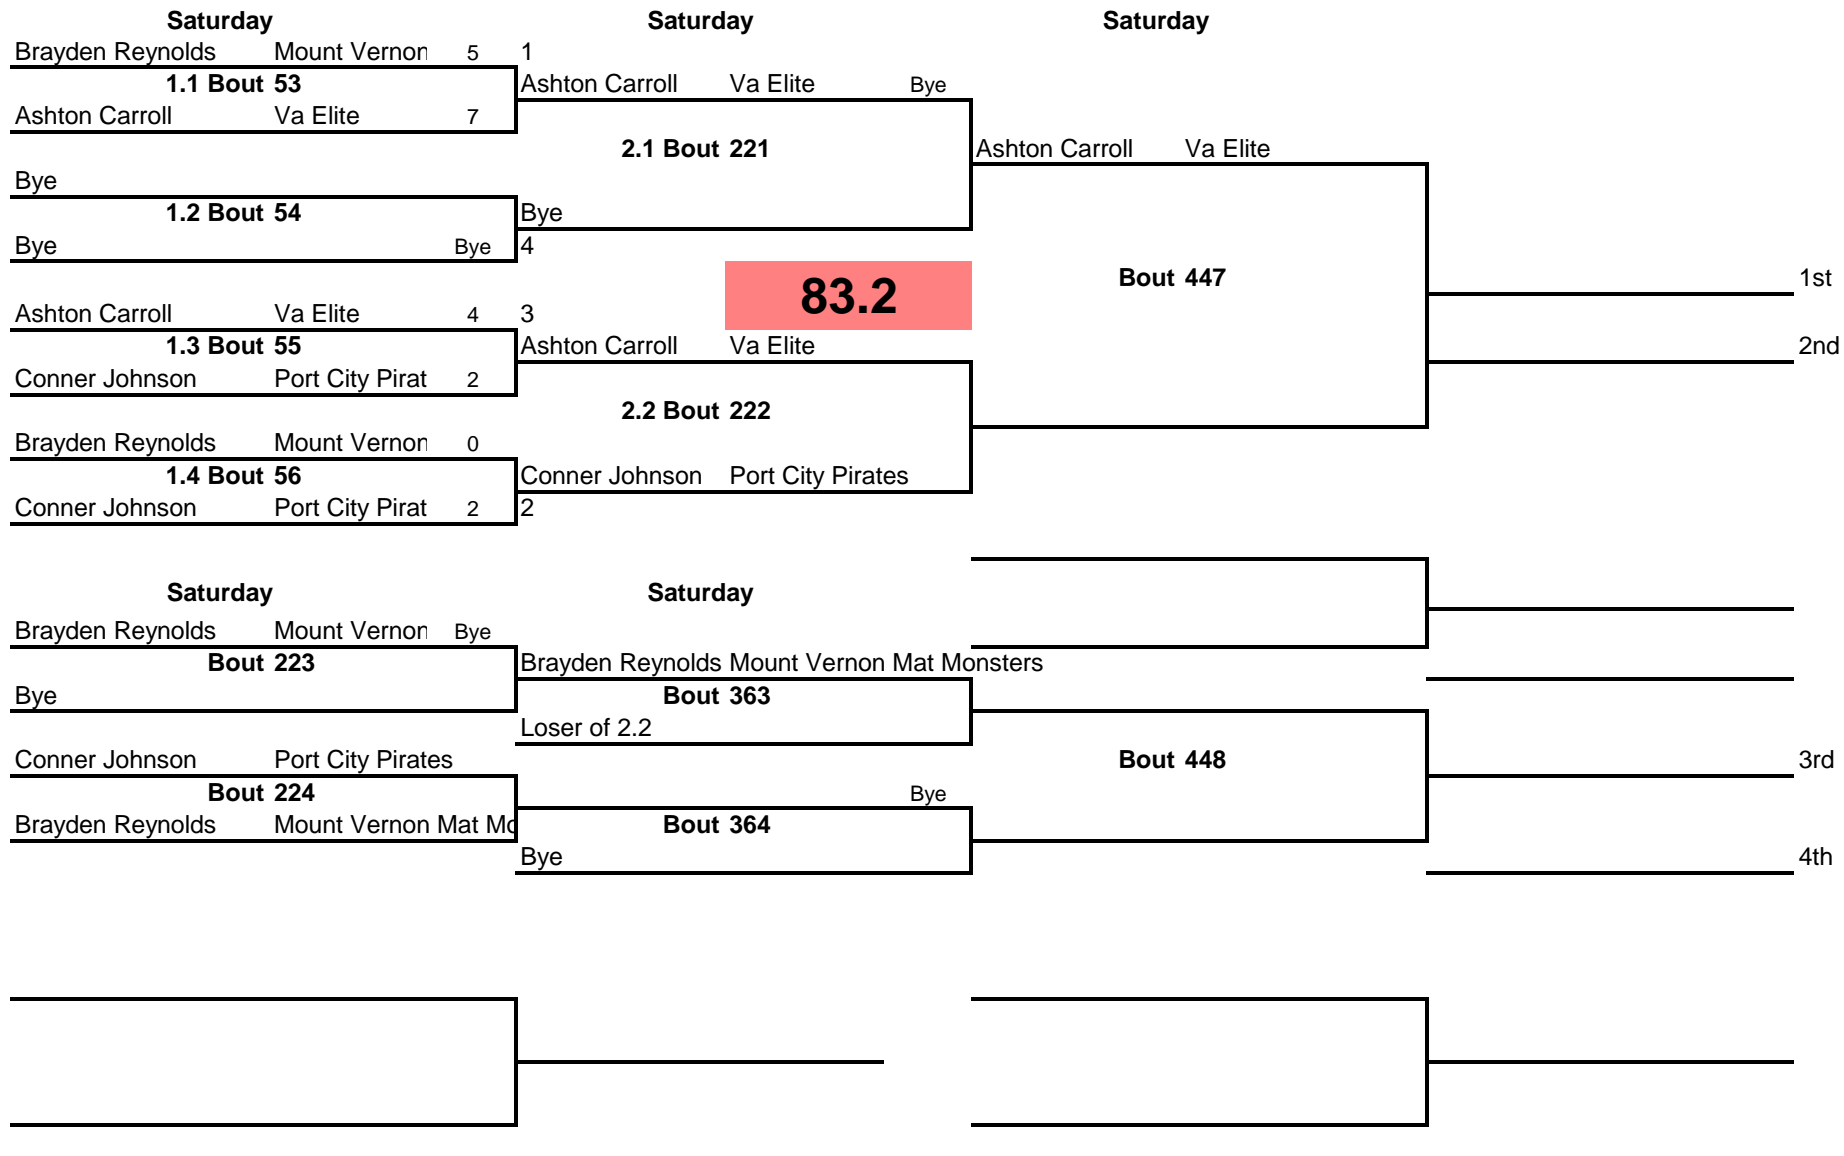 Saturday Saturday Saturday
Brayden Reynolds Mount Vernon 5 1
1.1 Bout 53 Ashton Carroll Va Elite Bye
Ashton Carroll Va Elite 7
2.1 Bout 221 Ashton Carroll Va Elite
Bye
1.2 Bout 54 Bye
Bye Bye 4
83.2 Bout 447 1st
Ashton Carroll Va Elite 4 3
1.3 Bout 55 Ashton Carroll Va Elite 2nd
Conner Johnson Port City Pirat 2
2.2 Bout 222
Brayden Reynolds Mount Vernon 0
1.4 Bout 56 Conner Johnson Port City Pirates
Conner Johnson Port City Pirat 2 2
Saturday Saturday
Brayden Reynolds Mount Vernon Bye
Bout 223 Brayden Reynolds Mount Vernon Mat Monsters
Bye Bout 363
Loser of 2.2
Conner Johnson Port City Pirates Bout 448 3rd
Bout 224 Bye
Brayden Reynolds Mount Vernon Mat Mo Bout 364
Bye 4th